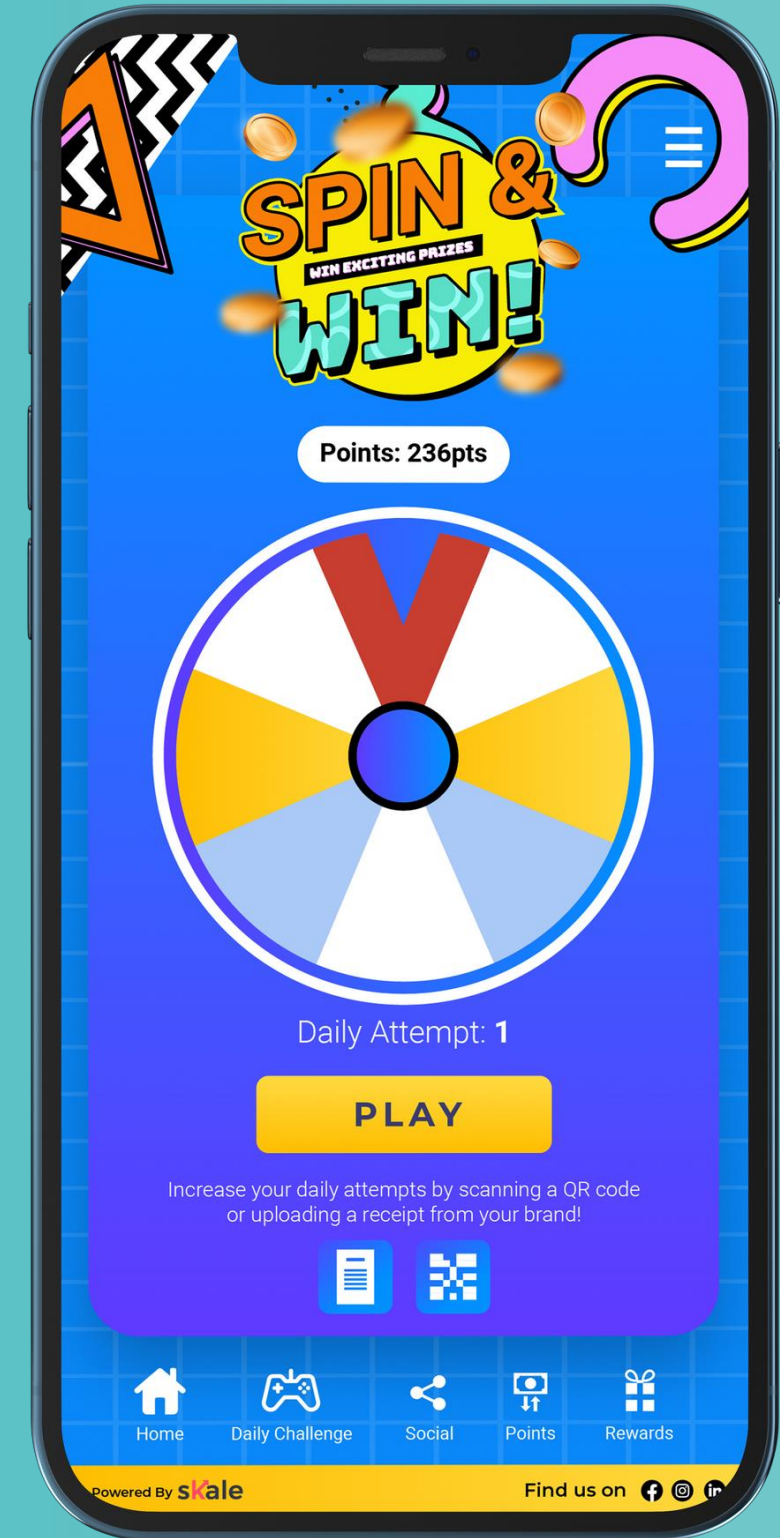 SPIN &
WIN EXCITING PRIZES
WIN!
Points: 236pts
Daily Attempt: 1
PLAY
Increase your daily attempts by scanning a QR code
or uploading a receipt from your brand!
Home
Daily Challenge
Social
Points
Rewards
Powered By skale
Find us on